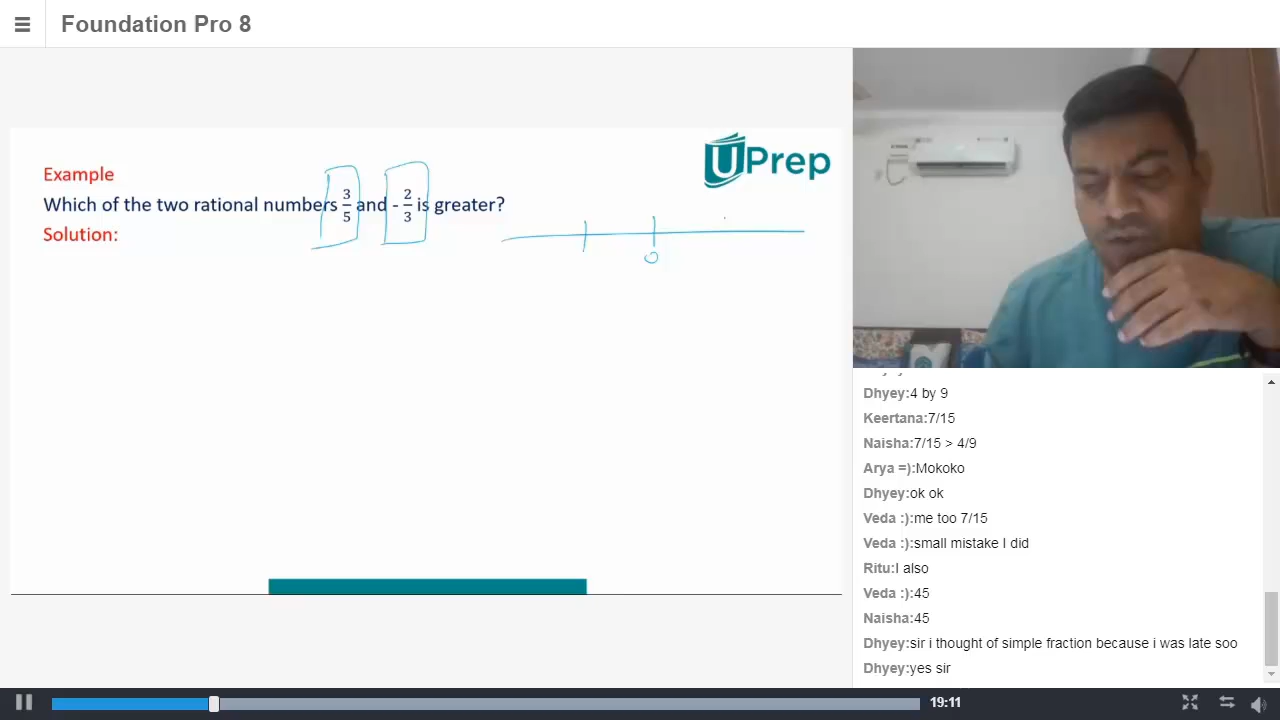 Foundation Pro 8
UPrep
Example
Which of the two rational numbers 3/5 and - 2/3 is greater?
Solution:
0
Dhyey:4 by 9
Keertana:7/15
Naisha:7/15 > 4/9
Arya =):Mokoko
Dhyey:ok ok
Veda :):me too 7/15
Veda :):small mistake I did
Ritu:I also
Veda :):45
Naisha:45
Dhyey:sir i thought of simple fraction because i was late soo
Dhyey:yes sir
19:11